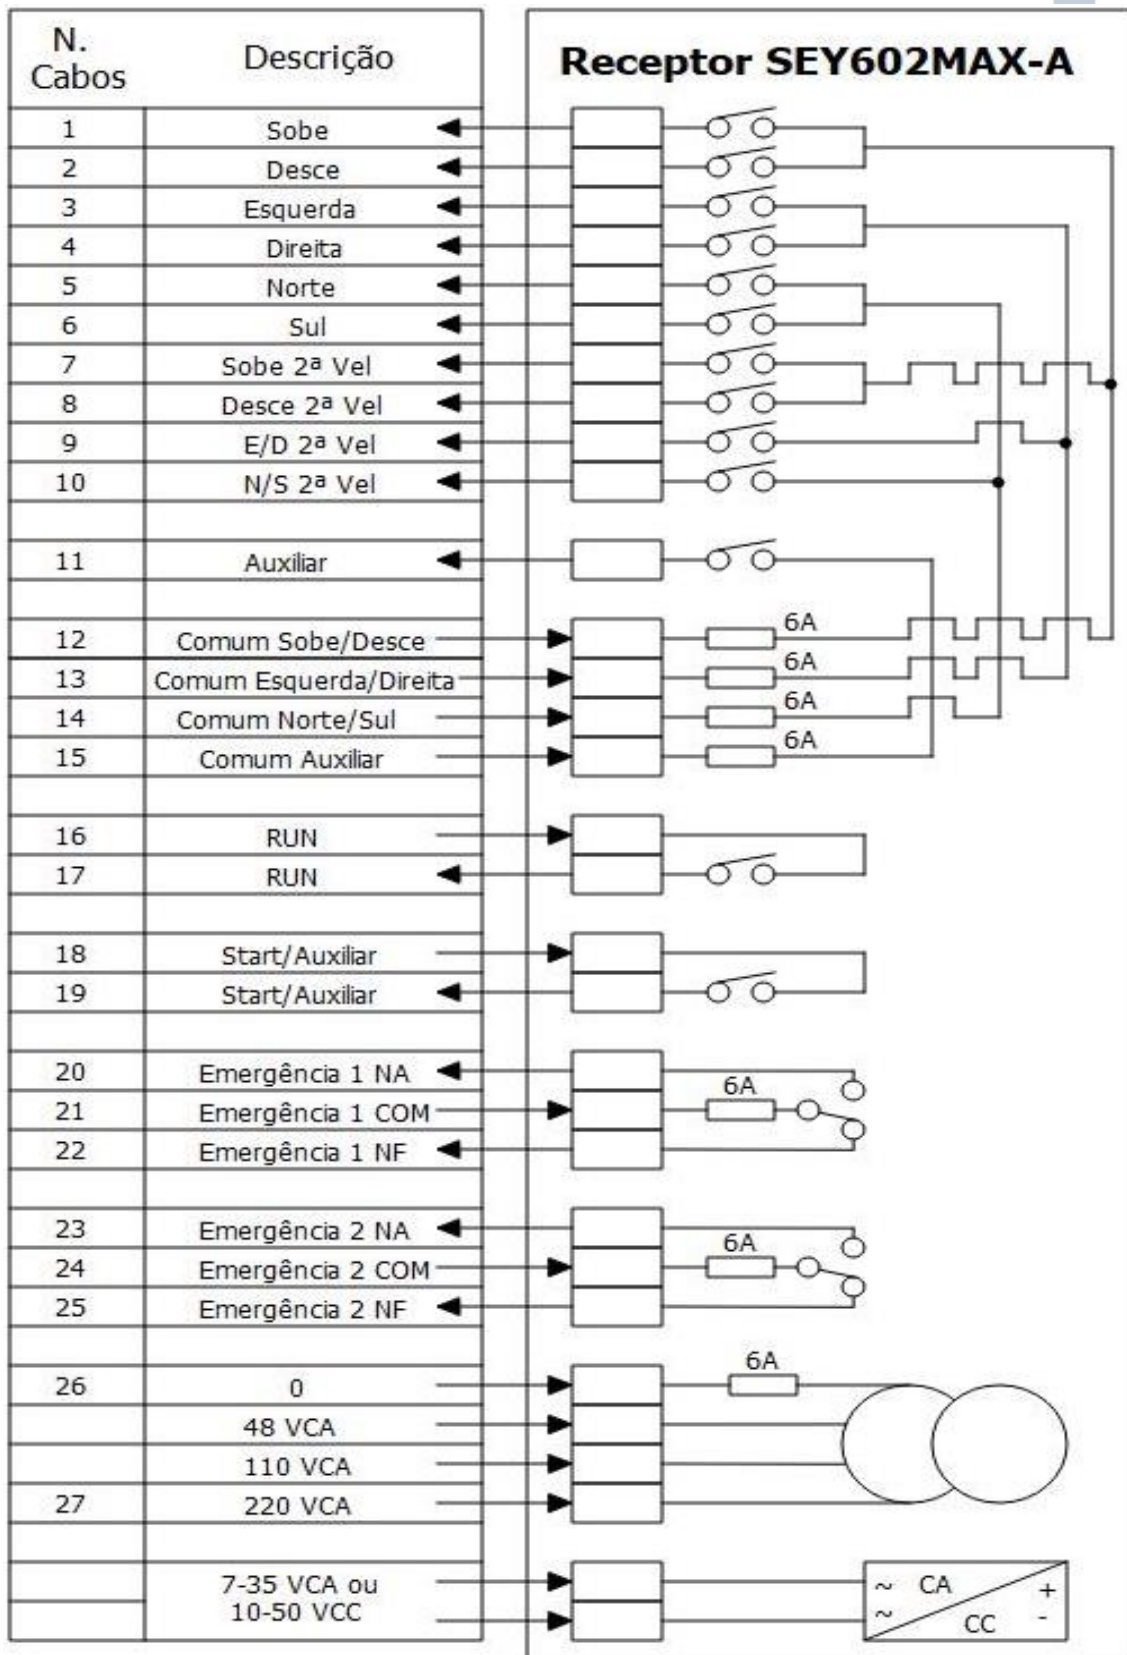 N.
Cabos
Descrição
Receptor SEY602MAX-A
1 Sobe
2 Desce
3 Esquerda
4 Direita
5 Norte
6 Sul
7 Sobe 2ª Vel
8 Desce 2ª Vel
9 E/D 2ª Vel
10 N/S 2ª Vel
11 Auxiliar
12 Comum Sobe/Desce 6A
13 Comum Esquerda/Direita 6A
14 Comum Norte/Sul 6A
15 Comum Auxiliar 6A
16 RUN
17 RUN
18 Start/Auxiliar
19 Start/Auxiliar
20 Emergência 1 NA
21 Emergência 1 COM 6A
22 Emergência 1 NF
23 Emergência 2 NA
24 Emergência 2 COM 6A
25 Emergência 2 NF
26 0 6A
48 VCA
110 VCA
27 220 VCA
7-35 VCA ou
10-50 VCC
~ CA +
~ CC -